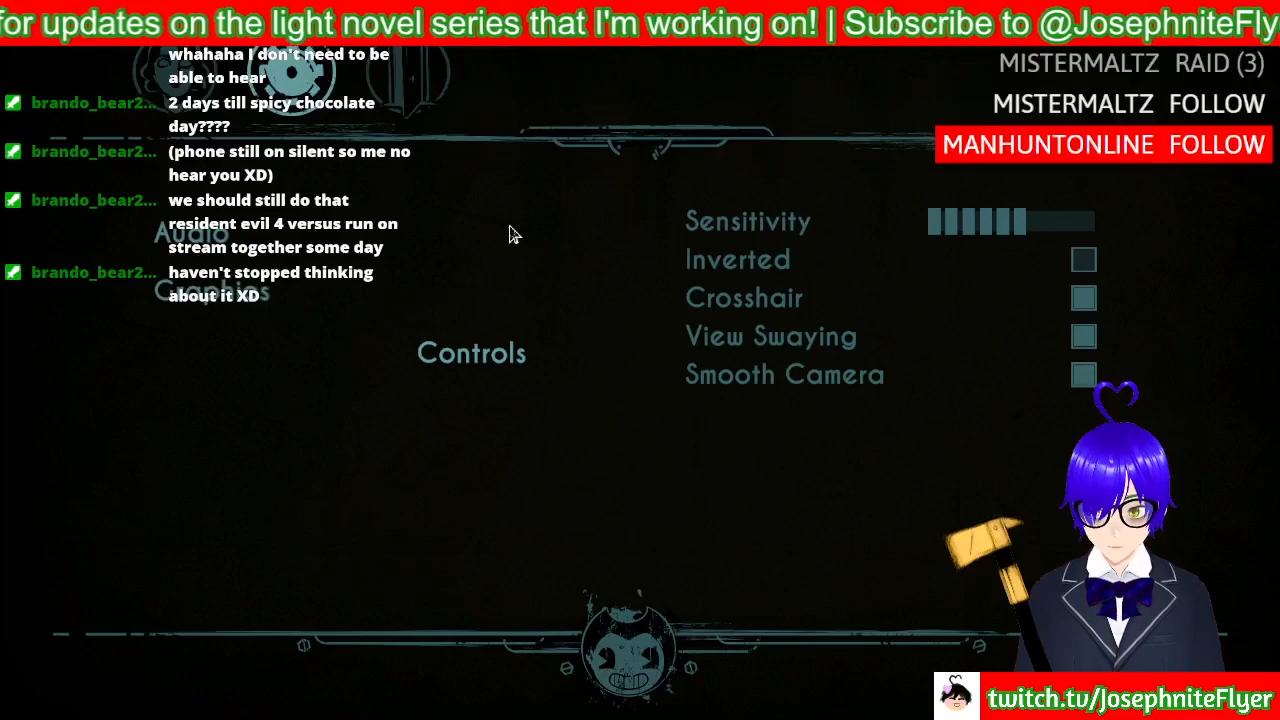 for updates on the light novel series that I'm working on! | Subscribe to @JosephniteFly
whahaha I don't need to be
able to hear
brando_bear2... 2 days till spicy chocolate
day????
brando_bear2... (phone still on silent so me no
hear you XD)
brando_bear2... we should still do that
resident evil 4 versus run on
stream together some day
brando_bear2... haven't stopped thinking
about it XD
MISTERMALTZ RAID (3)
MISTERMALTZ FOLLOW
MANHUNTONLINE FOLLOW
Audio
Graphics
Controls
Sensitivity
Inverted
Crosshair
View Swaying
Smooth Camera
twitch.tv/JosephniteFlyer